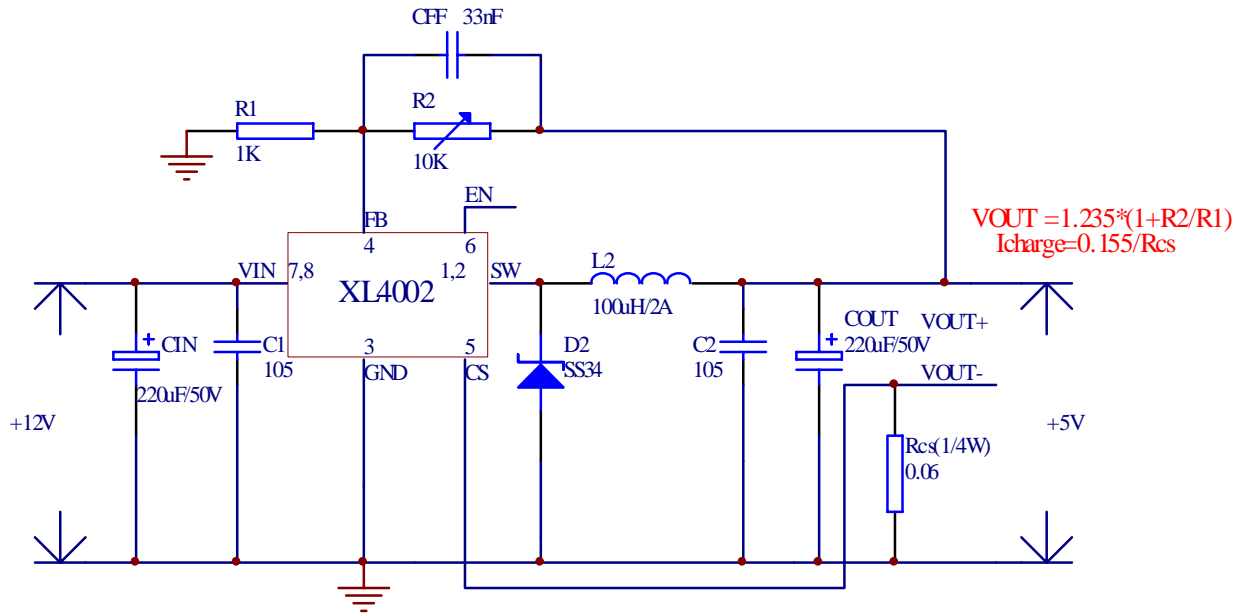 CFF 33nF
R1
R2
1K
10K
EN
FB
4
6
VOUT =1.235*(1+R2/R1)
Icharge=0.155/Rcs
VIN
7,8
1,2
SW
L2
XL4002
100uH/2A
CIN
C1
3
5
D2
C2
COUT
VOUT+
105
GND
CS
SS34
105
220uF/50V
220uF/50V
VOUT-
+12V
+5V
Rcs(1/4W)
0.06
+
+